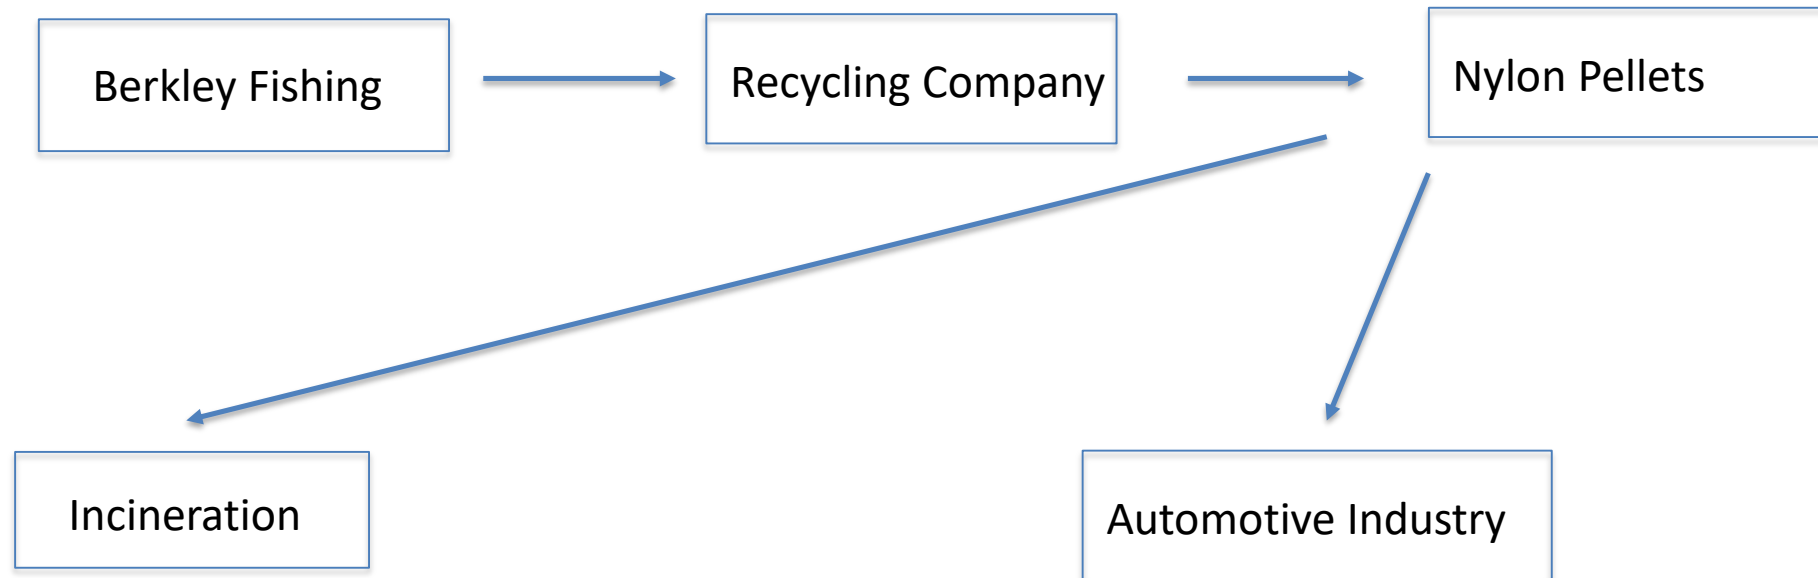 Berkley Fishing
Recycling Company
Nylon Pellets
Incineration
Automotive Industry